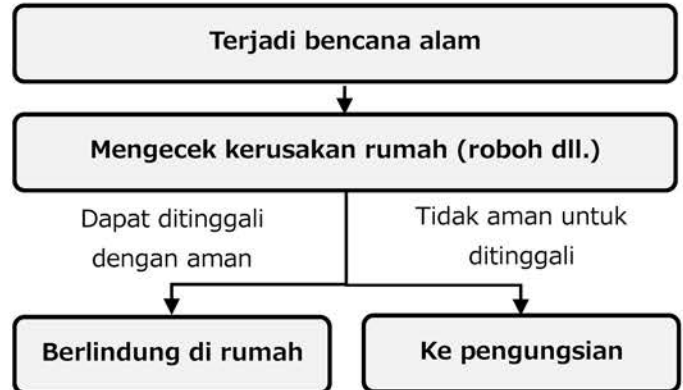 Terjadi bencana alam
Mengecek kerusakan rumah (roboh dll.)
Dapat ditinggali
dengan aman
Tidak aman untuk
ditinggali
Berlindung di rumah
Ke pengungsian